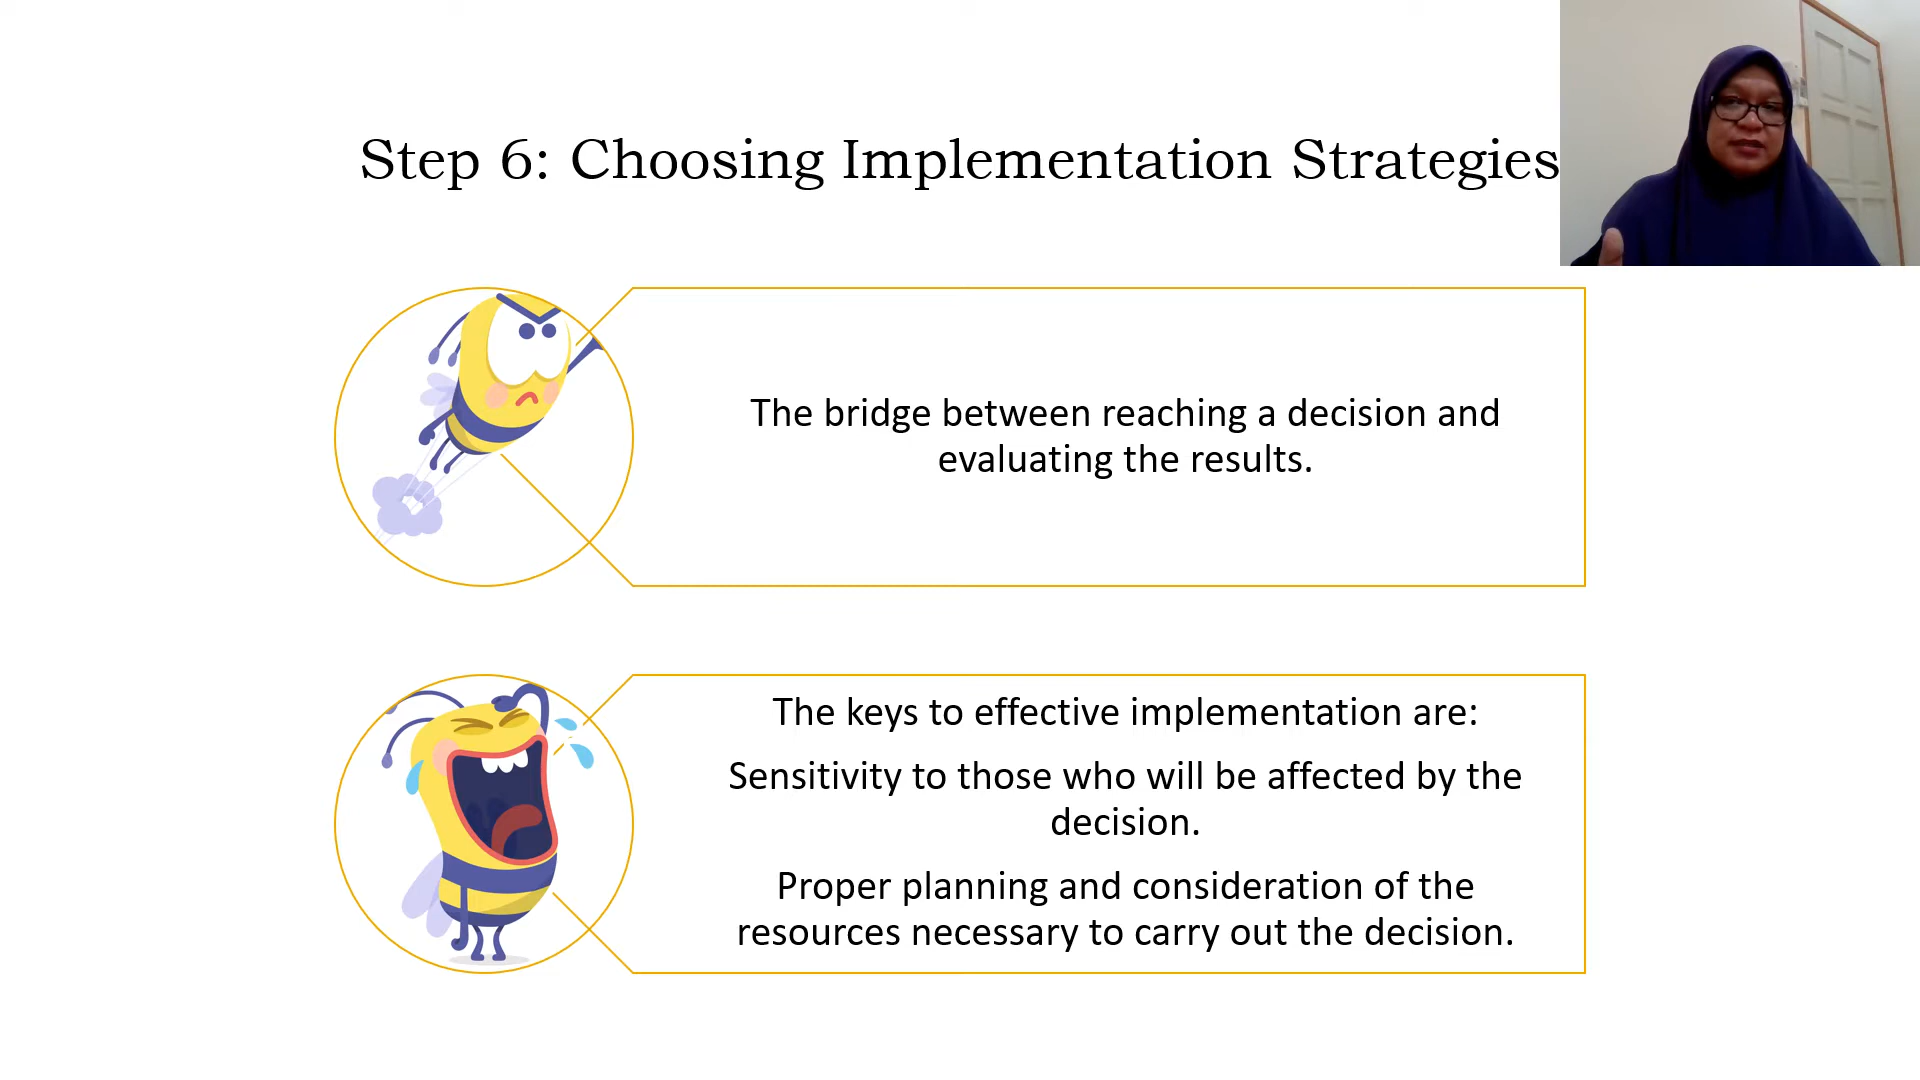 Step 6: Choosing Implementation Strategies
The bridge between reaching a decision and
evaluating the results.
The keys to effective implementation are:
Sensitivity to those who will be affected by the
decision.
Proper planning and consideration of the
resources necessary to carry out the decision.